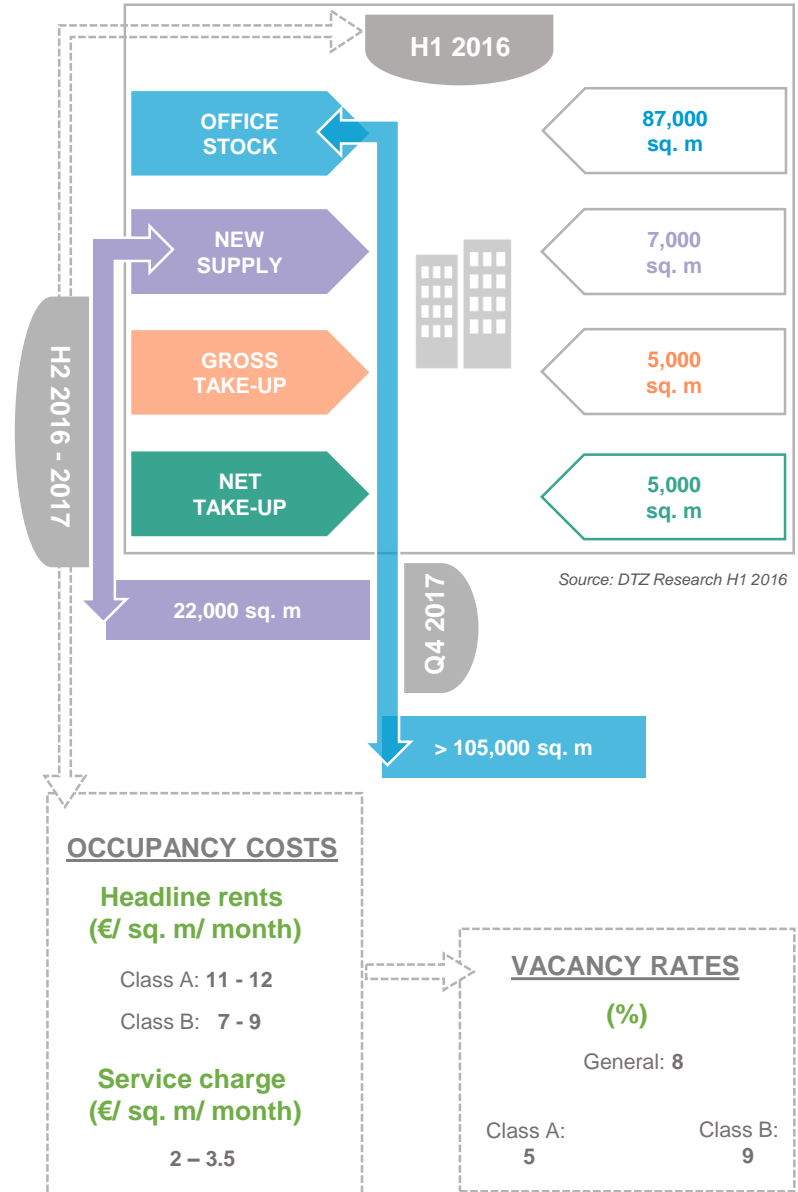 H1 2016
OFFICE
STOCK
87,000
sq. m
NEW
SUPPLY
7,000
sq. m
GROSS
TAKE-UP
5,000
sq. m
NET
TAKE-UP
5,000
sq. m
H2 2016 - 2017
Source: DTZ Research H1 2016
22,000 sq. m
Q4 2017
> 105,000 sq. m
OCCUPANCY COSTS
Headline rents
(€/ sq. m/ month)
Class A: 11 - 12
Class B: 7 - 9
Service charge
(€/ sq. m/ month)
2 – 3.5
VACANCY RATES
(%)
General: 8
Class A:
5
Class B:
9